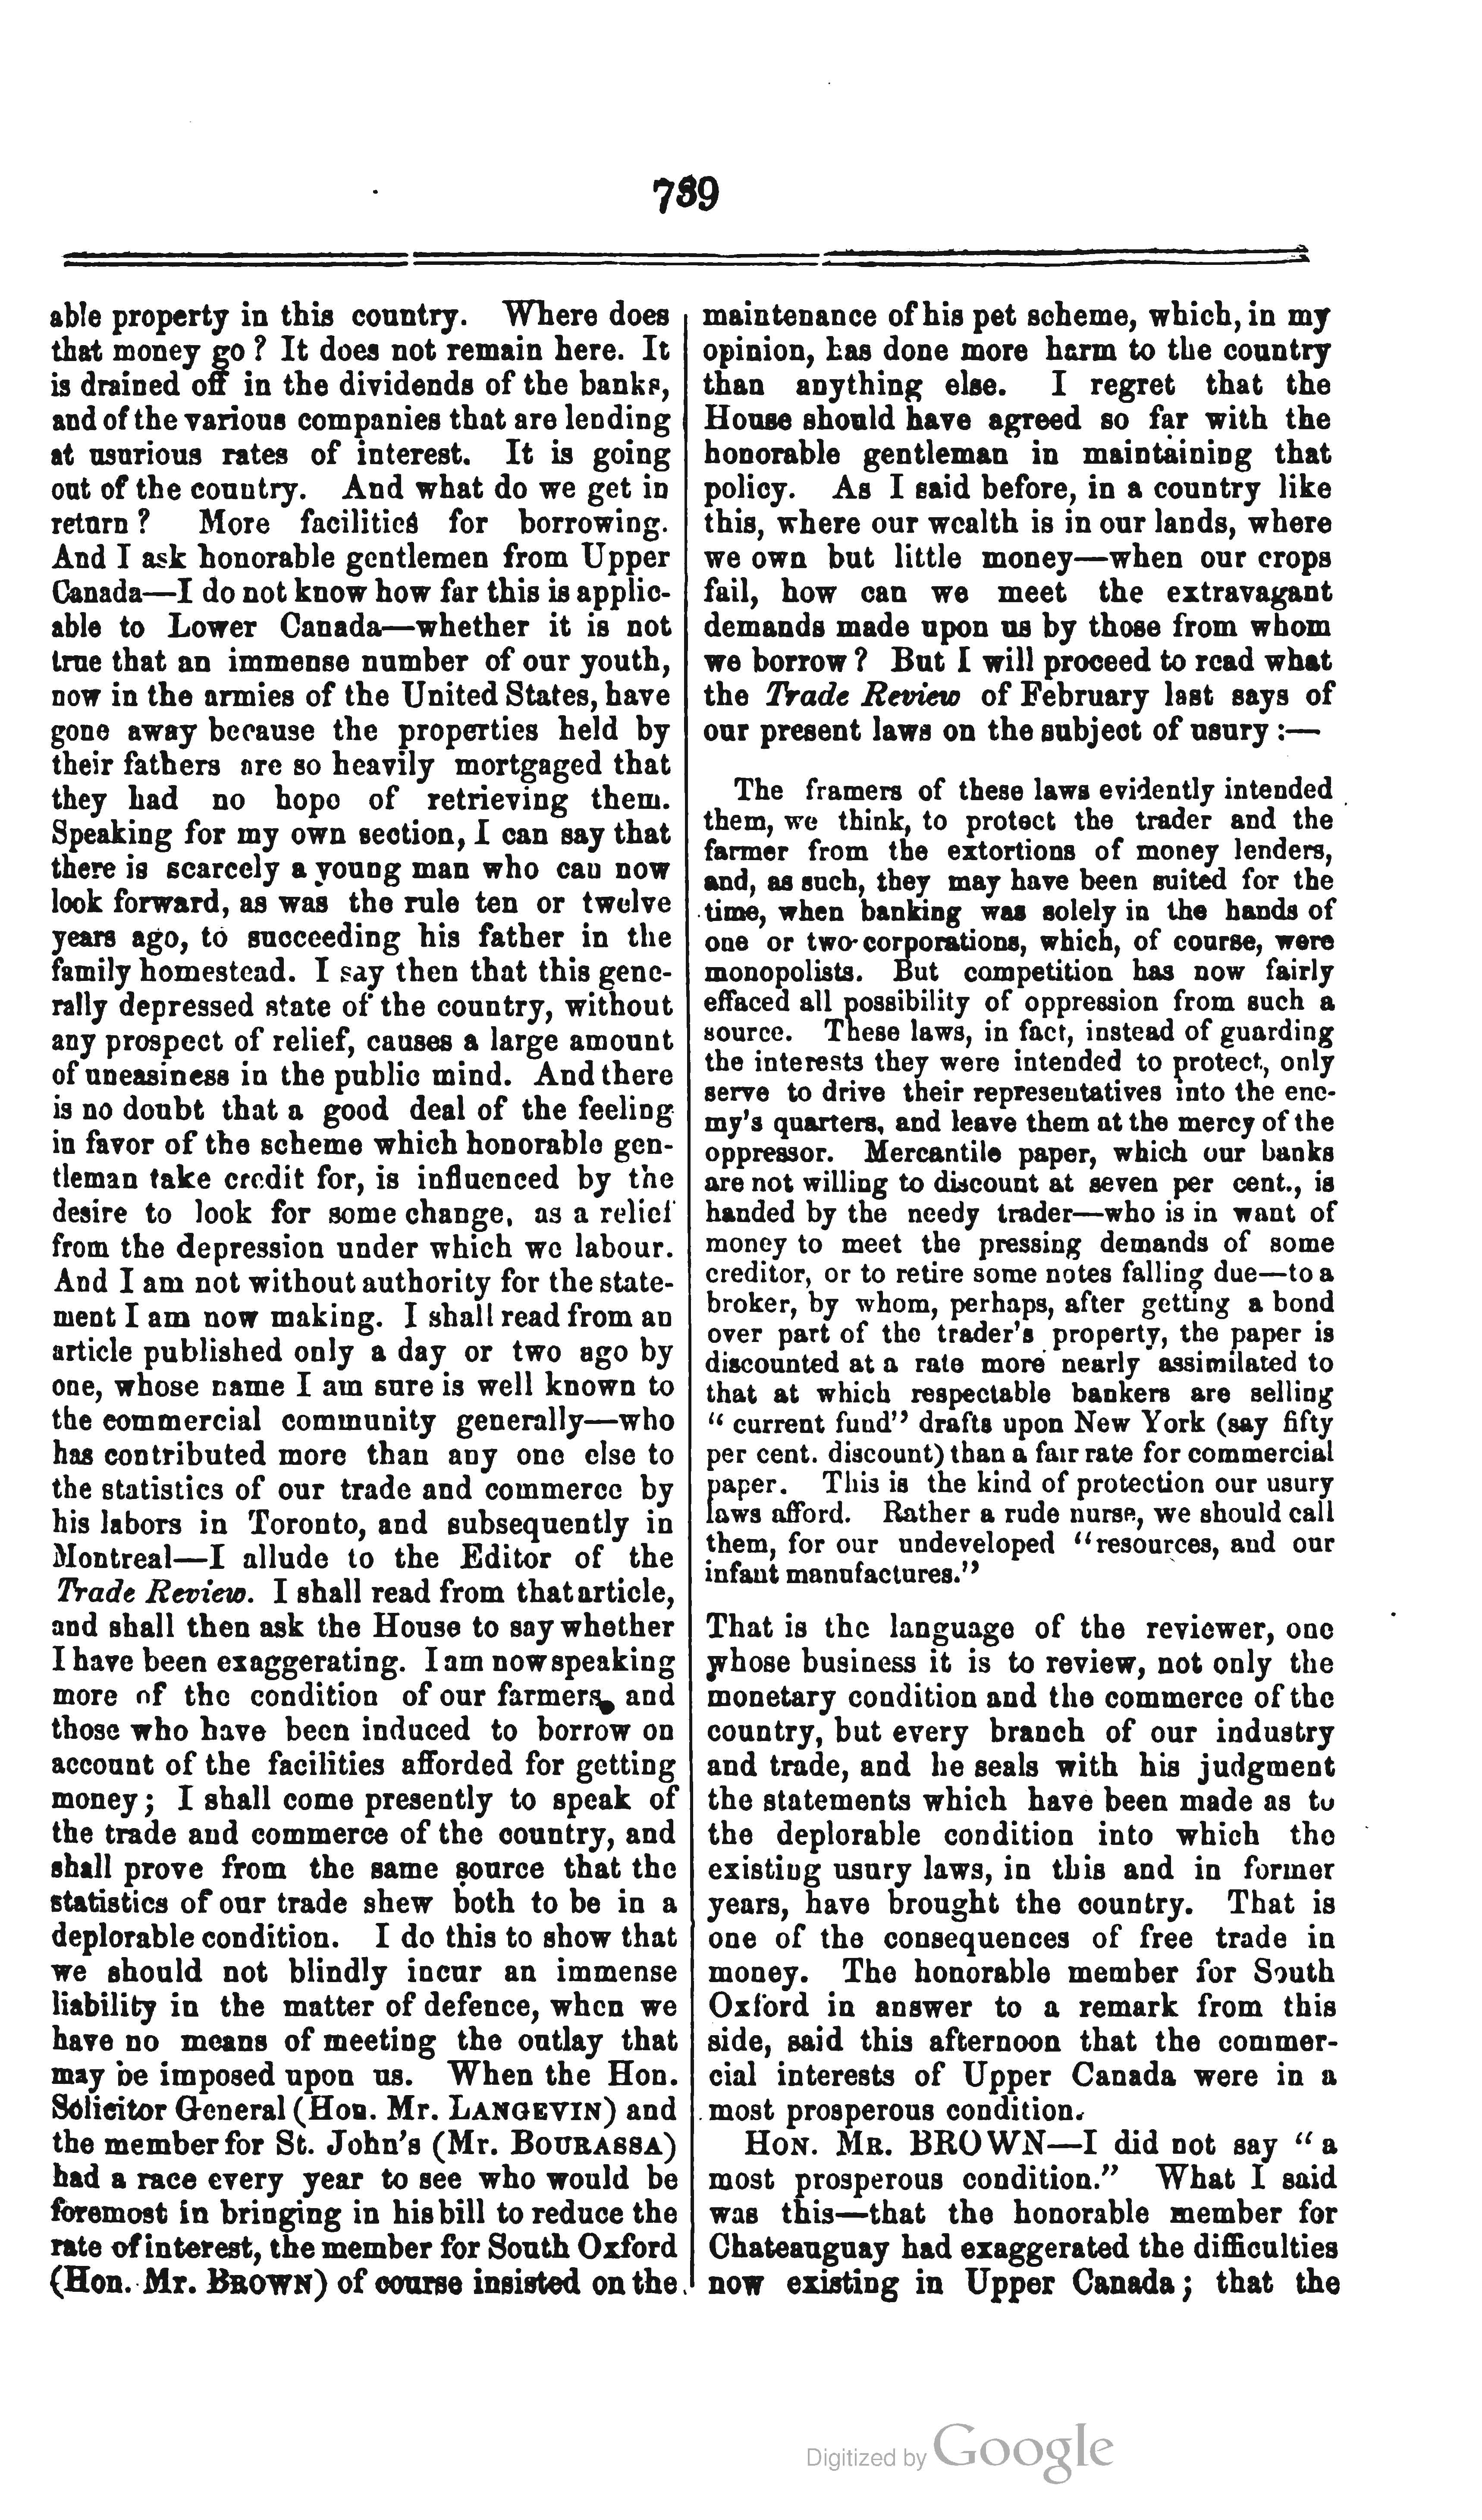 739
able property in this country. Where does
that money go? It does not remain here. It
is drained off in the dividends of the banks,
and of the various companies that are lending
at usurious rates of interest. It is going
out of the country. And what do we get in
return? More facilities for borrowing.
And I ask honorable gentlemen from Upper
Canada—I do not know how far this is applic-
able to Lower Canada—whether it is not
true that an immense number of our youth,
now in the armies of the United States, have
gone away because the properties held by
their fathers are so heavily mortgaged that
they had no hope of retrieving them.
Speaking for my own section, I can say that
there is scarcely a young man who can now
look forward, as was the rule ten or twelve
years ago, to succeeding his father in the
family homestead. I say then that this gene-
rally depressed state of the country, without
any prospect of relief, causes a large amount
of uneasiness in the public mind. And there
is no doubt that a good deal of the feeling
in favor of the scheme which honorable gen-
tleman take credit for, is influenced by the
desire to look for some change, as a relief
from the depression under which we labour.
And I am not without authority for the state-
ment I am now making. I shall read from an
article published only a day or two ago by
one, whose name I am sure is well known to
the commercial community generally—who
has contributed more than any one else to
the statistics of our trade and commerce by
his labors in Toronto, and subsequently in
Montreal—I allude to the Editor of the
Trade Review. I shall read from that article,
and shall then ask the House to say whether
I have been exaggerating. I am now speaking
more of the condition of our farmers, and
those who have been induced to borrow on
account of the facilities afforded for getting
money; I shall come presently to speak of
the trade and commerce of the country, and
shall prove from the same source that the
statistics of our trade shew both to be in a
deplorable condition. I do this to show that
we should not blindly incur an immense
liability in the matter of defence, when we
have no means of meeting the outlay that
may be imposed upon us. When the Hon.
Solicitor General (Hon. Mr. LANGEVIN) and
the member for St. John's (Mr. BOURASSA)
had a race every year to see who would be
foremost in bringing in his bill to reduce the
rate of interest, the member for South Oxford
(Hon. Mr. BROWN) of course insisted on the
maintenance of his pet scheme, which, in my
opinion, has done more harm to the country
than anything else. I regret that the
House should have agreed so far with the
honorable gentleman in maintaining that
policy. As I said before, in a country like
this, where our wealth is in our lands, where
we own but little money—when our crops
fail, how can we meet the extravagant
demands made upon us by those from whom
we borrow? But I will proceed to read what
the Trade Review of February last says of
our present laws on the subject of usury:—
The framers of these laws evidently intended
them, we think, to protect the trader and the
farmer from the extortions of money lenders,
and, as such, they may have been suited for the
time, when banking was solely in the hands of
one or two corporations, which, of course, were
monopolists. But competition has now fairly
effaced all possibility of oppression from such a
source. These laws, in fact, instead of guarding
the interests they were intended to protect, only
serve to drive their representatives into the ene-
my's quarters, and leave them at the mercy of the
oppressor. Mercantile paper, which our banks
are not willing to discount at seven per cent., is
handed by the needy trader—who is in want of
money to meet the pressing demands of some
creditor, or to retire some notes falling due—to a
broker, by whom, perhaps, after getting a bond
over part of the trader's property, the paper is
discounted at a rate more nearly assimilated to
that at which respectable bankers are selling
"current fund" drafts upon New York (say fifty
per cent. discount) than a fair rate for commercial
paper. This is the kind of protection our usury
laws afford. Rather a rude nurse, we should call
them, for our undeveloped "resources, and our
infant manufactures."
That is the language of the reviewer, one
whose business it is to review, not only the
monetary condition and the commerce of the
country, but every branch of our industry
and trade, and he seals with his judgment
the statements which have been made as to
the deplorable condition into which the
existing usury laws, in this and in former
years, have brought the country. That is
one of the consequences of free trade in
money. The honorable member for South
Oxford in answer to a remark from this
side, said this afternoon that the commer-
cial interests of Upper Canada were in a
most prosperous condition.
HON. MR. BROWN—I did not say "a
most prosperous condition." What I said
was this—that the honorable member for
Chateauguay had exaggerated the difficulties
now existing in Upper Canada; that the
Digitized by Google